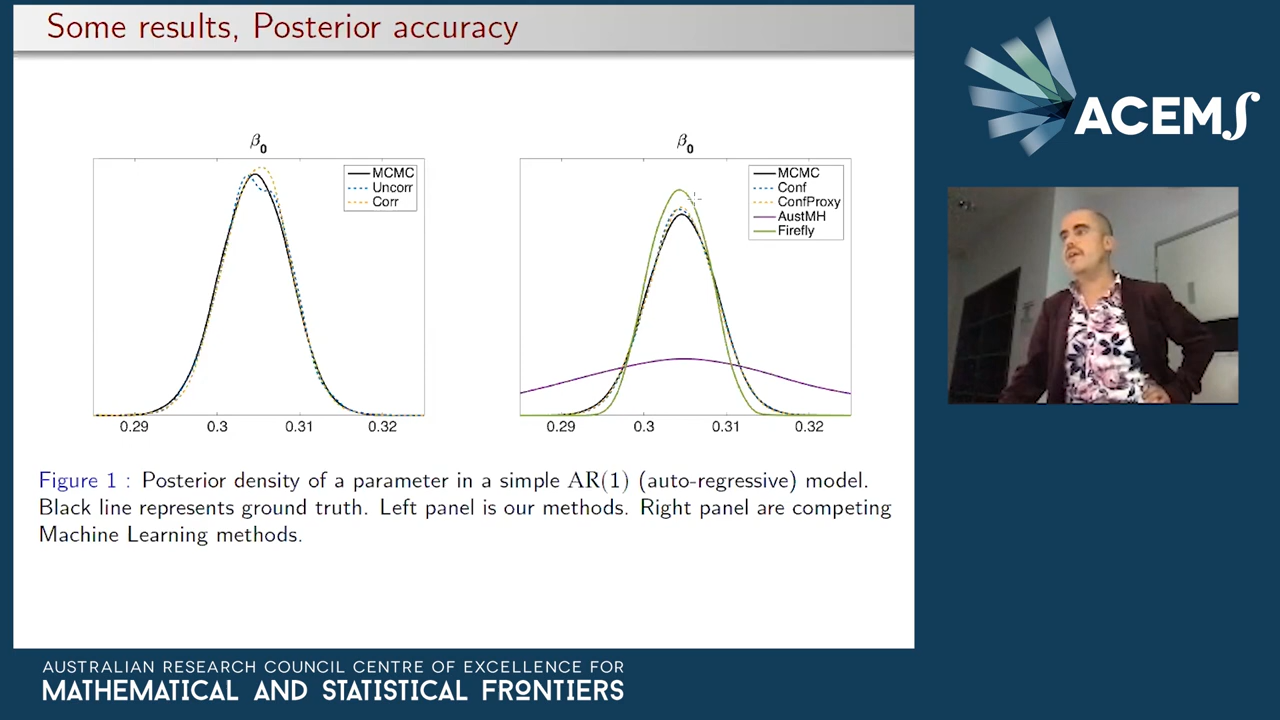 Some results, Posterior accuracy
β0
MCMC
Uncorr
Corr
0.29 0.3 0.31 0.32
β0
MCMC
Conf
ConfProxy
AustMH
Firefly
0.29 0.3 0.31 0.32
Figure 1 : Posterior density of a parameter in a simple AR(1) (auto-regressive) model.
Black line represents ground truth. Left panel is our methods. Right panel are competing
Machine Learning methods.
ACEMS
AUSTRALIAN RESEARCH COUNCIL CENTRE OF EXCELLENCE FOR
MATHEMATICAL AND STATISTICAL FRONTIERS